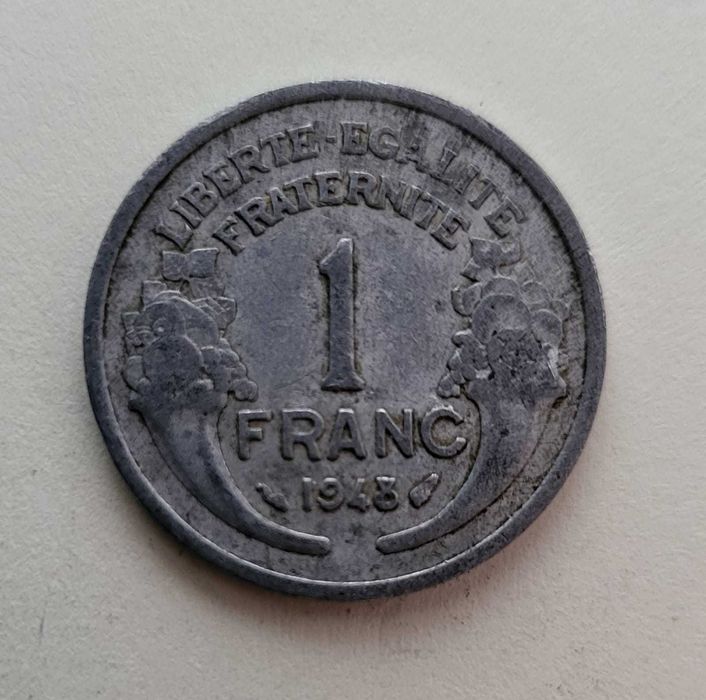 LIBERTE-EGALITE
FRATERNITE
1
FRANC
1948